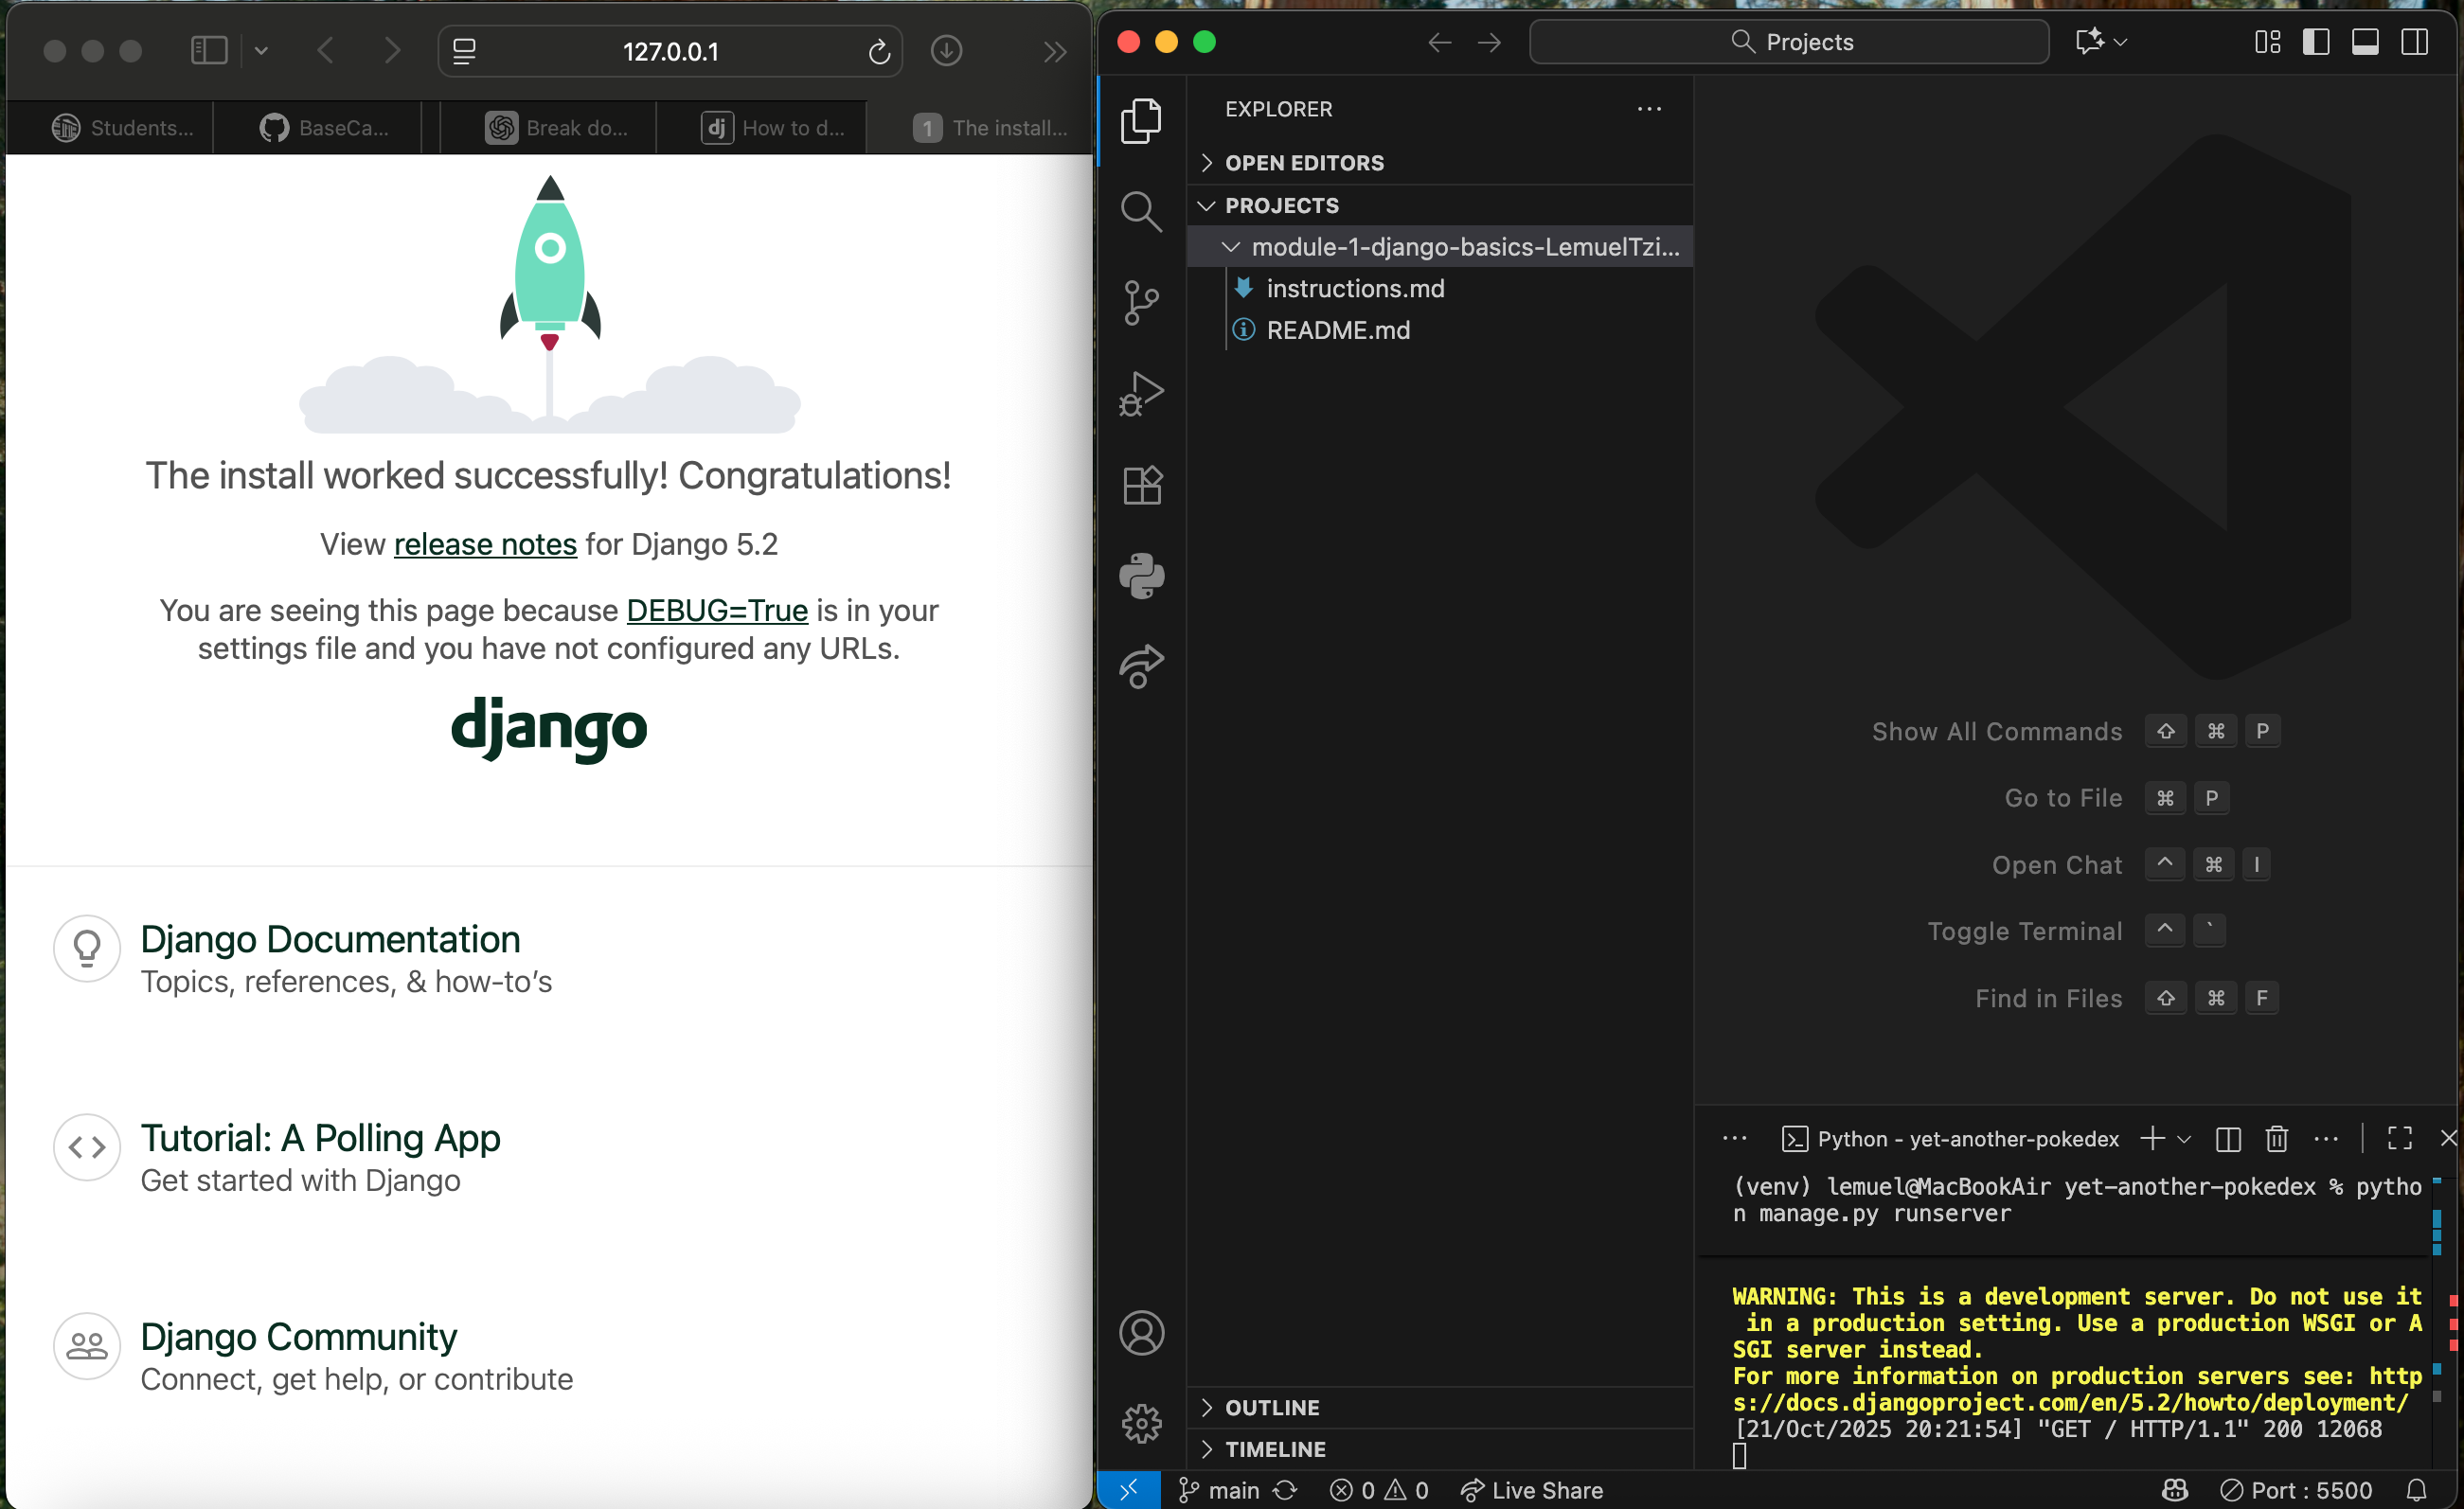 127.0.0.1
Students...
BaseCa...
Break do...
dj How to d...
1 The install...
The install worked successfully! Congratulations!
View release notes for Django 5.2
You are seeing this page because DEBUG=True is in your
settings file and you have not configured any URLs.
django
Django Documentation
Topics, references, & how-to’s
Tutorial: A Polling App
Get started with Django
Django Community
Connect, get help, or contribute
Projects
EXPLORER
OPEN EDITORS
PROJECTS
module-1-django-basics-LemuelTzi...
instructions.md
README.md
OUTLINE
TIMELINE
Show All Commands ⇧ ⌘ P
Go to File ⌘ P
Open Chat ^ ⌘ I
Toggle Terminal ^ `
Find in Files ⇧ ⌘ F
Python - yet-another-pokedex
(venv) lemuel@MacBookAir yet-another-pokedex % pytho
n manage.py runserver
WARNING: This is a development server. Do not use it
in a production setting. Use a production WSGI or A
SGI server instead.
For more information on production servers see: http
s://docs.djangoproject.com/en/5.2/howto/deployment/
[21/Oct/2025 20:21:54] "GET / HTTP/1.1" 200 12068
main 0 0 Live Share Port : 5500